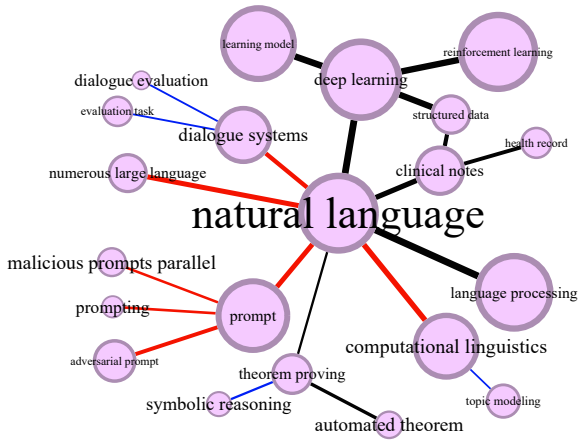 learning model
reinforcement learning
deep learning
dialogue evaluation
evaluation task
structured data
dialogue systems
health record
numerous large language
clinical notes
natural language
malicious prompts parallel
language processing
prompting
prompt
computational linguistics
adversarial prompt
theorem proving
topic modeling
symbolic reasoning
automated theorem